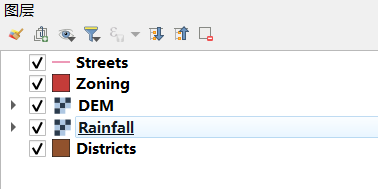 图层
Streets
Zoning
DEM
Rainfall
Districts